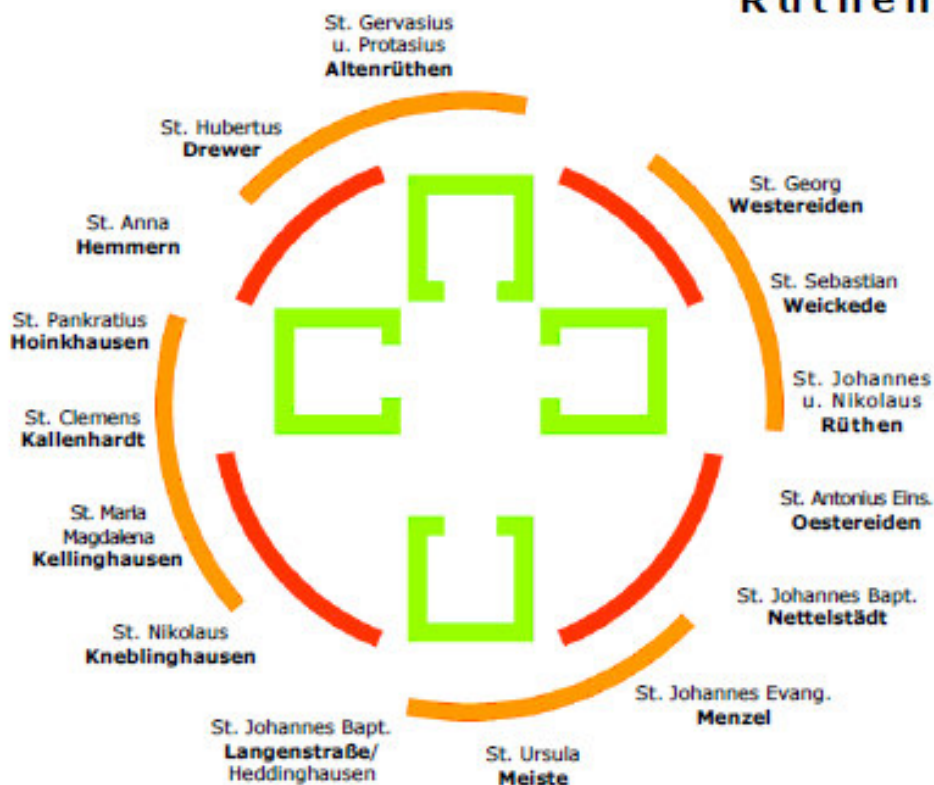 Rüthen
St. Gervasius
u. Protasius
Altenrüthen
St. Hubertus
Drewer
St. Anna
Hemmern
St. Pankratius
Hoinkhausen
St. Clemens
Kallenhardt
St. Maria
Magdalena
Kellinghausen
St. Nikolaus
Kneblinghausen
St. Johannes Bapt.
Langenstraße/
Heddinghausen
St. Ursula
Meiste
St. Johannes Evang.
Menzel
St. Johannes Bapt.
Nettelstädt
St. Antonius Eins.
Oestereiden
St. Johannes
u. Nikolaus
Rüthen
St. Sebastian
Weickede
St. Georg
Westereiden